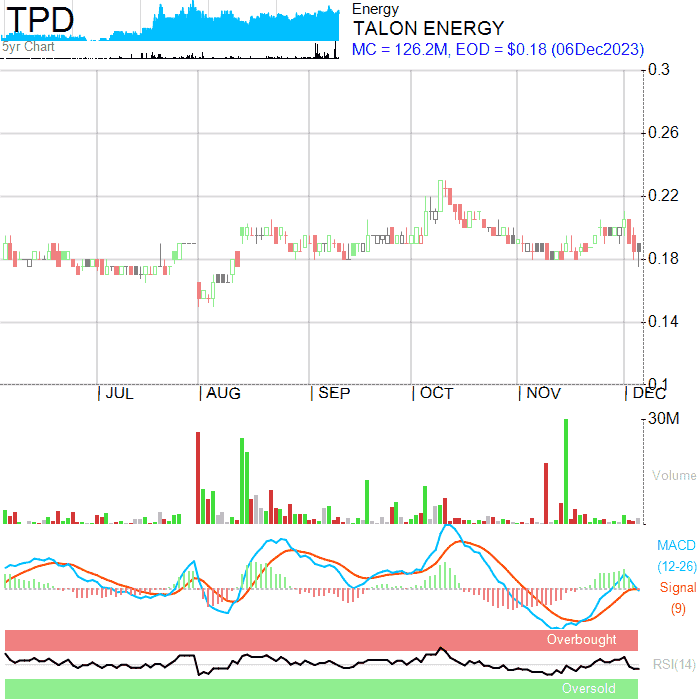 TPD
5yr Chart
Energy
TALON ENERGY
MC = 126.2M, EOD = $0.18 (06Dec2023)
0.3
0.26
0.22
0.18
0.14
0.1
JUL AUG SEP OCT NOV DEC
30M
Volume
MACD
(12-26)
Signal
(9)
Overbought
RSI(14)
Oversold